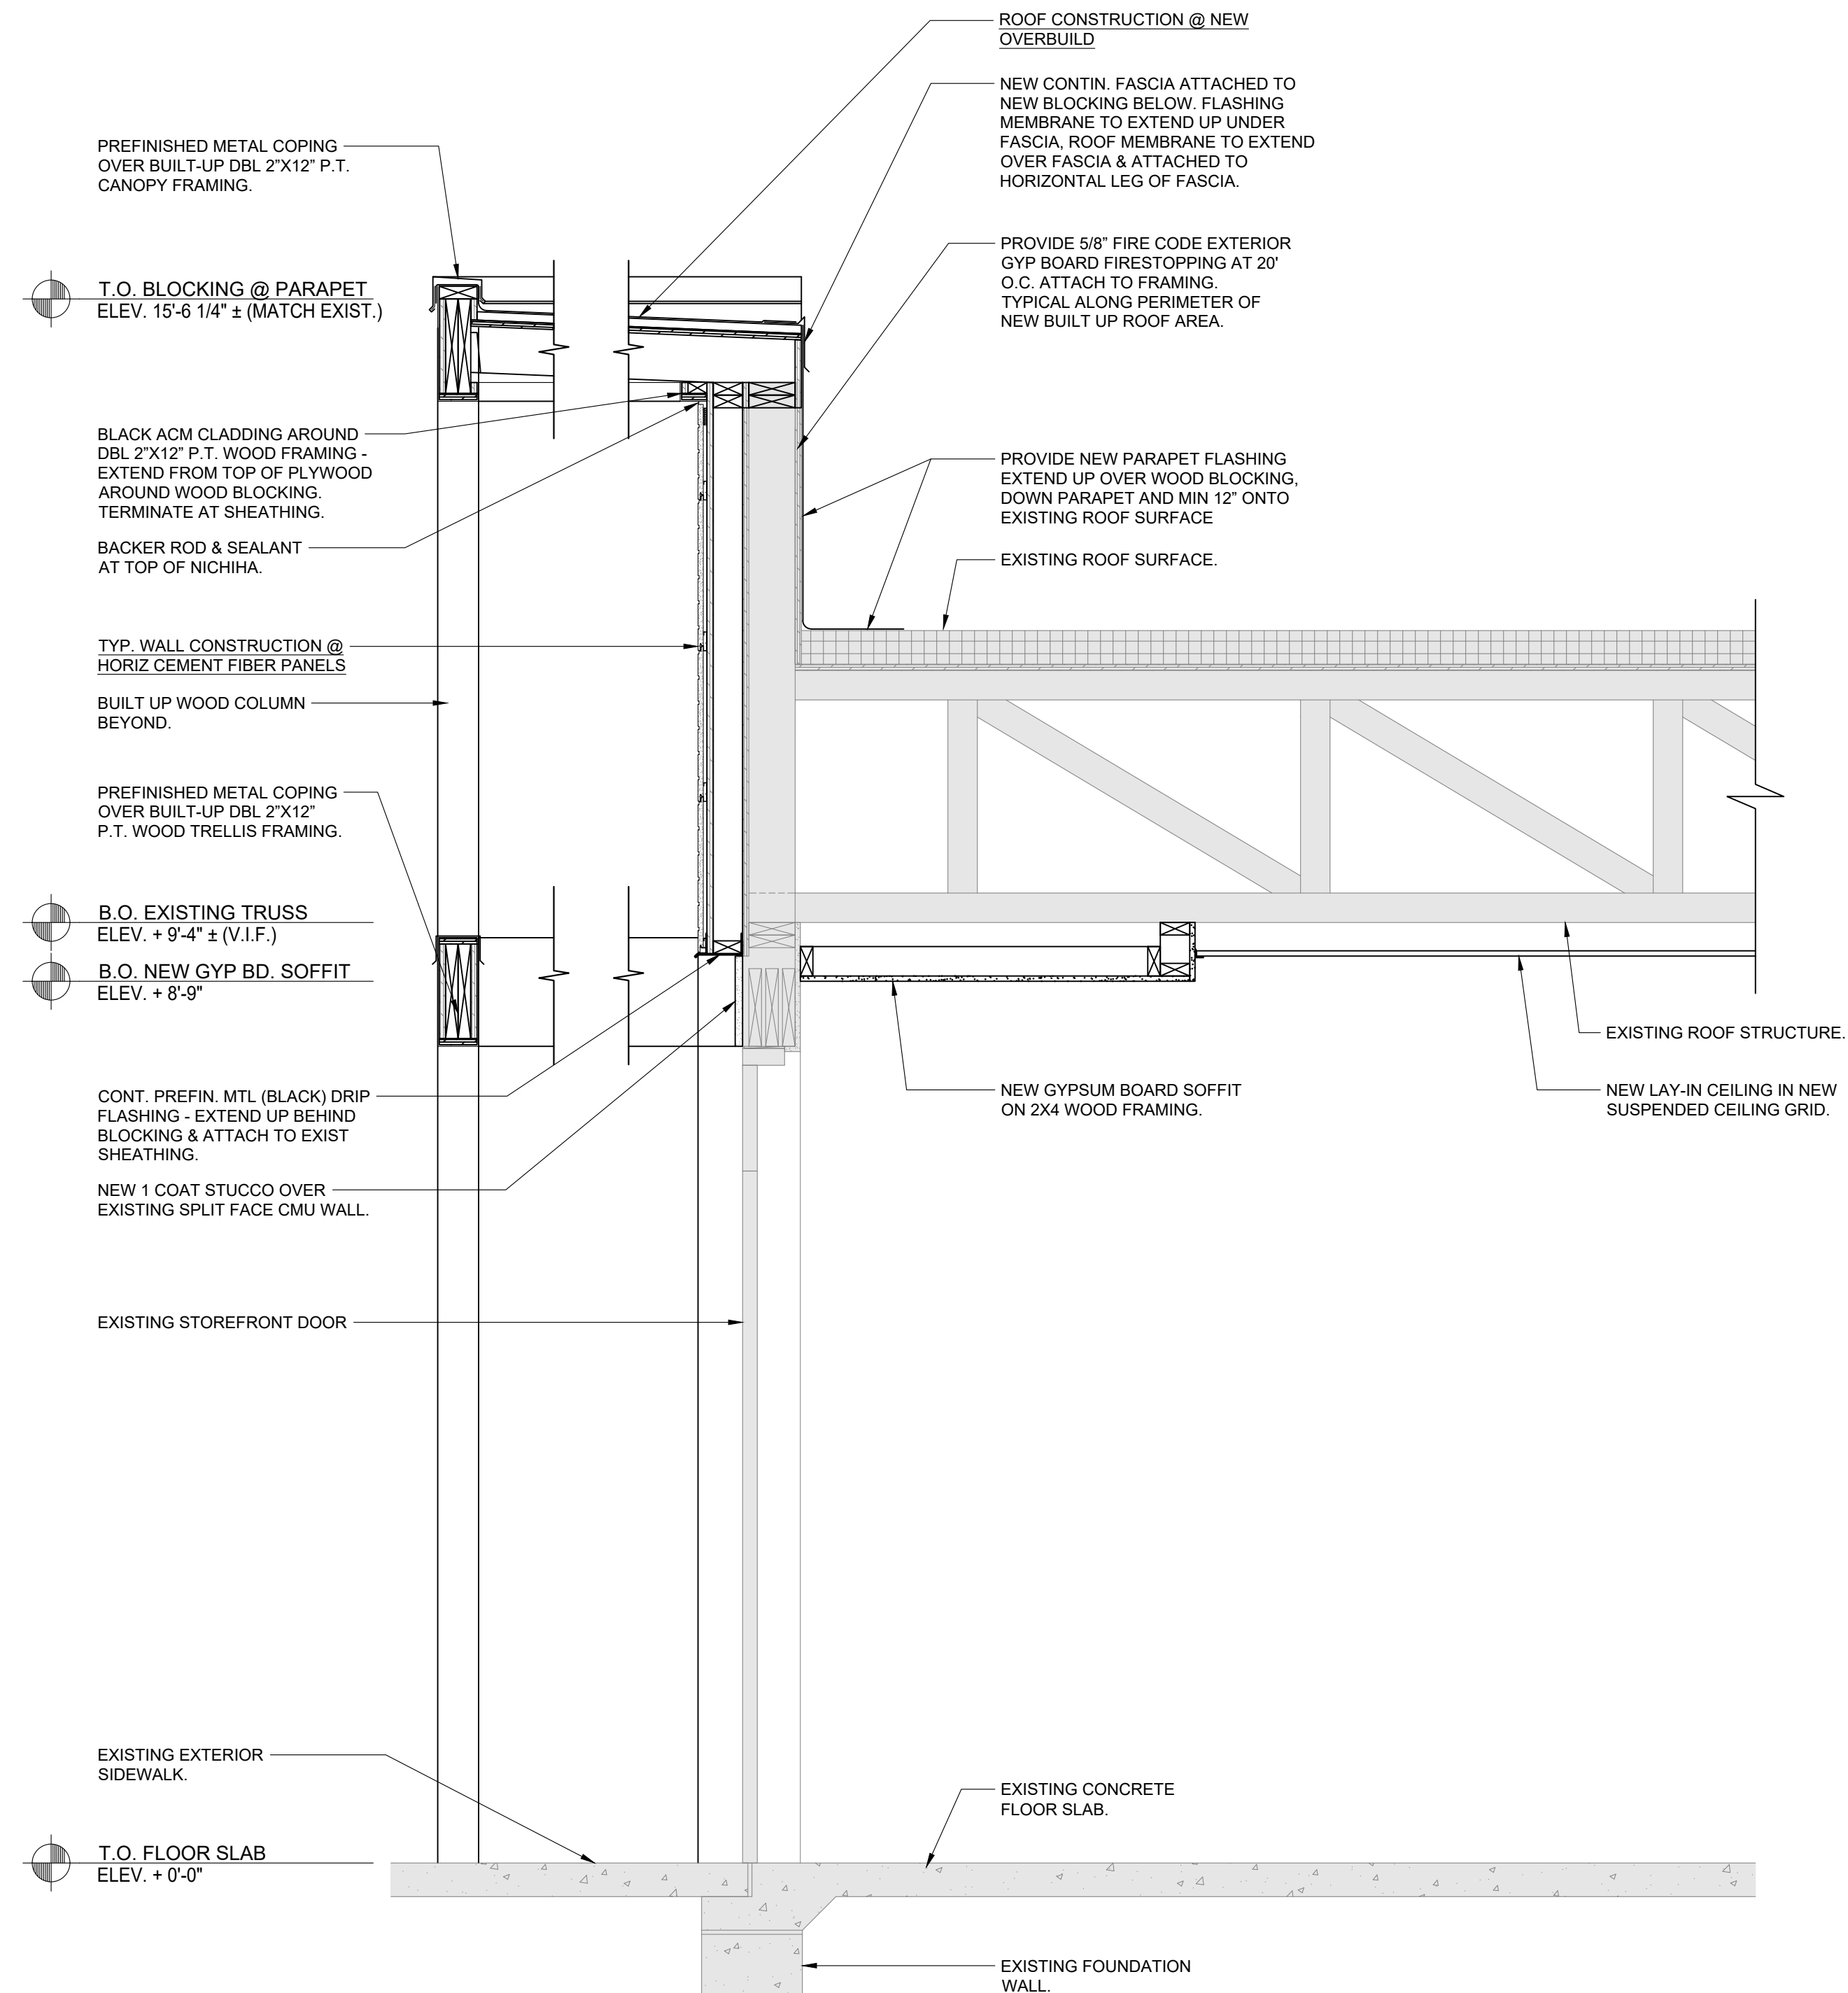 ROOF CONSTRUCTION @ NEW
OVERBUILD
NEW CONTIN. FASCIA ATTACHED TO
NEW BLOCKING BELOW. FLASHING
MEMBRANE TO EXTEND UP UNDER
FASCIA, ROOF MEMBRANE TO EXTEND
OVER FASCIA & ATTACHED TO
HORIZONTAL LEG OF FASCIA.
PREFINISHED METAL COPING
OVER BUILT-UP DBL 2"X12" P.T.
CANOPY FRAMING.
PROVIDE 5/8" FIRE CODE EXTERIOR
GYP BOARD FIRESTOPPING AT 20'
O.C. ATTACH TO FRAMING.
TYPICAL ALONG PERIMETER OF
NEW BUILT UP ROOF AREA.
T.O. BLOCKING @ PARAPET
ELEV. 15'-6 1/4" ± (MATCH EXIST.)
BLACK ACM CLADDING AROUND
DBL 2"X12" P.T. WOOD FRAMING -
EXTEND FROM TOP OF PLYWOOD
AROUND WOOD BLOCKING.
TERMINATE AT SHEATHING.
PROVIDE NEW PARAPET FLASHING
EXTEND UP OVER WOOD BLOCKING,
DOWN PARAPET AND MIN 12" ONTO
EXISTING ROOF SURFACE
BACKER ROD & SEALANT
AT TOP OF NICHIHA.
EXISTING ROOF SURFACE.
TYP. WALL CONSTRUCTION @
HORIZ CEMENT FIBER PANELS
BUILT UP WOOD COLUMN
BEYOND.
PREFINISHED METAL COPING
OVER BUILT-UP DBL 2"X12"
P.T. WOOD TRELLIS FRAMING.
B.O. EXISTING TRUSS
ELEV. + 9'-4" ± (V.I.F.)
B.O. NEW GYP BD. SOFFIT
ELEV. + 8'-9"
EXISTING ROOF STRUCTURE.
CONT. PREFIN. MTL (BLACK) DRIP
FLASHING - EXTEND UP BEHIND
BLOCKING & ATTACH TO EXIST
SHEATHING.
NEW GYPSUM BOARD SOFFIT
ON 2X4 WOOD FRAMING.
NEW LAY-IN CEILING IN NEW
SUSPENDED CEILING GRID.
NEW 1 COAT STUCCO OVER
EXISTING SPLIT FACE CMU WALL.
EXISTING STOREFRONT DOOR
EXISTING EXTERIOR
SIDEWALK.
EXISTING CONCRETE
FLOOR SLAB.
T.O. FLOOR SLAB
ELEV. + 0'-0"
EXISTING FOUNDATION
WALL.